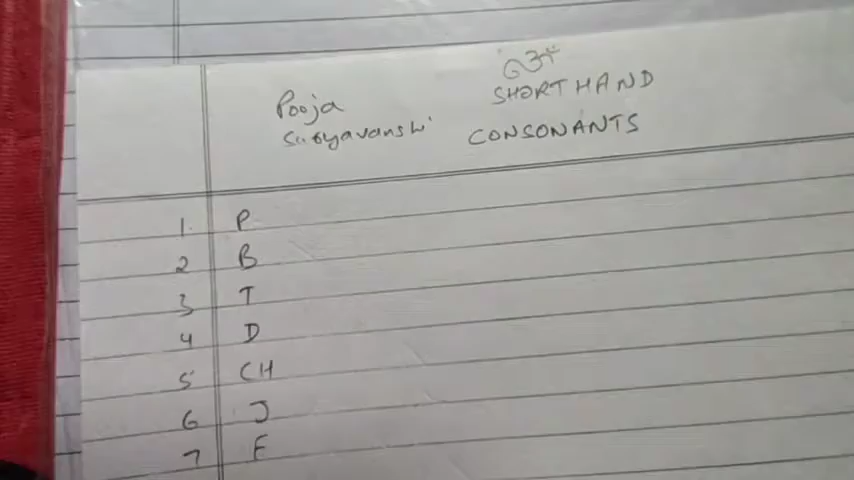 Pooja
Suryavanshi
SHORTHAND
CONSONANTS
1. P
2 B
3 T
4 D
5 CH
6 J
7 F